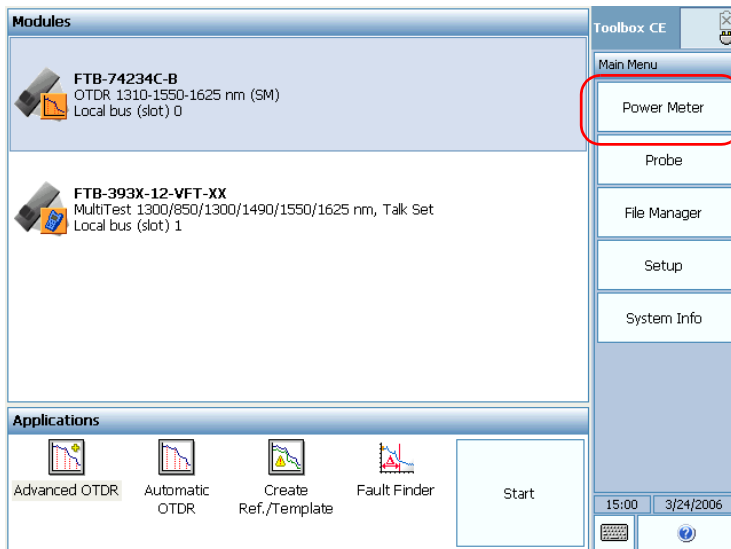 Modules
FTB-74234C-B
OTDR 1310-1550-1625 nm (SM)
Local bus (slot) 0
FTB-393X-12-VFT-XX
MultiTest 1300/850/1300/1490/1550/1625 nm, Talk Set
Local bus (slot) 1
Applications
Advanced OTDR
Automatic
OTDR
Create
Ref./Template
Fault Finder
Start
Toolbox CE
Main Menu
Power Meter
Probe
File Manager
Setup
System Info
15:00
3/24/2006
?